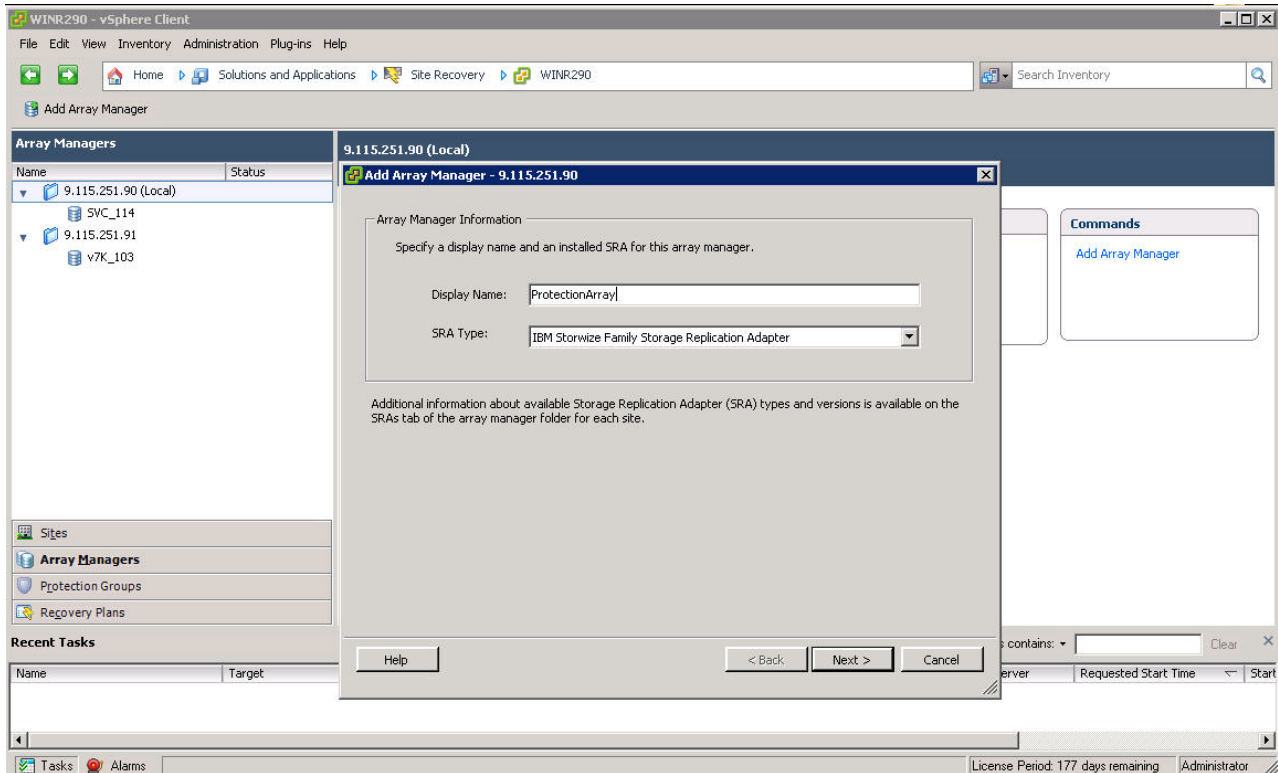 WINR290 - vSphere Client
File Edit View Inventory Administration Plug-ins Help
Home Solutions and Applications Site Recovery WINR290
Search Inventory
Add Array Manager
Array Managers
9.115.251.90 (Local)
Name Status
9.115.251.90 (Local)
SVC_114
9.115.251.91
v7K_103
Add Array Manager - 9.115.251.90
Array Manager Information
Specify a display name and an installed SRA for this array manager.
Display Name: ProtectionArray
SRA Type: IBM Storwize Family Storage Replication Adapter
Additional information about available Storage Replication Adapter (SRA) types and versions is available on the
SRAs tab of the array manager folder for each site.
Help < Back Next > Cancel
Commands
Add Array Manager
Sites
Array Managers
Protection Groups
Recovery Plans
Recent Tasks
contains: Clear
Name Target erver Requested Start Time Start
Tasks Alarms License Period: 177 days remaining Administrator